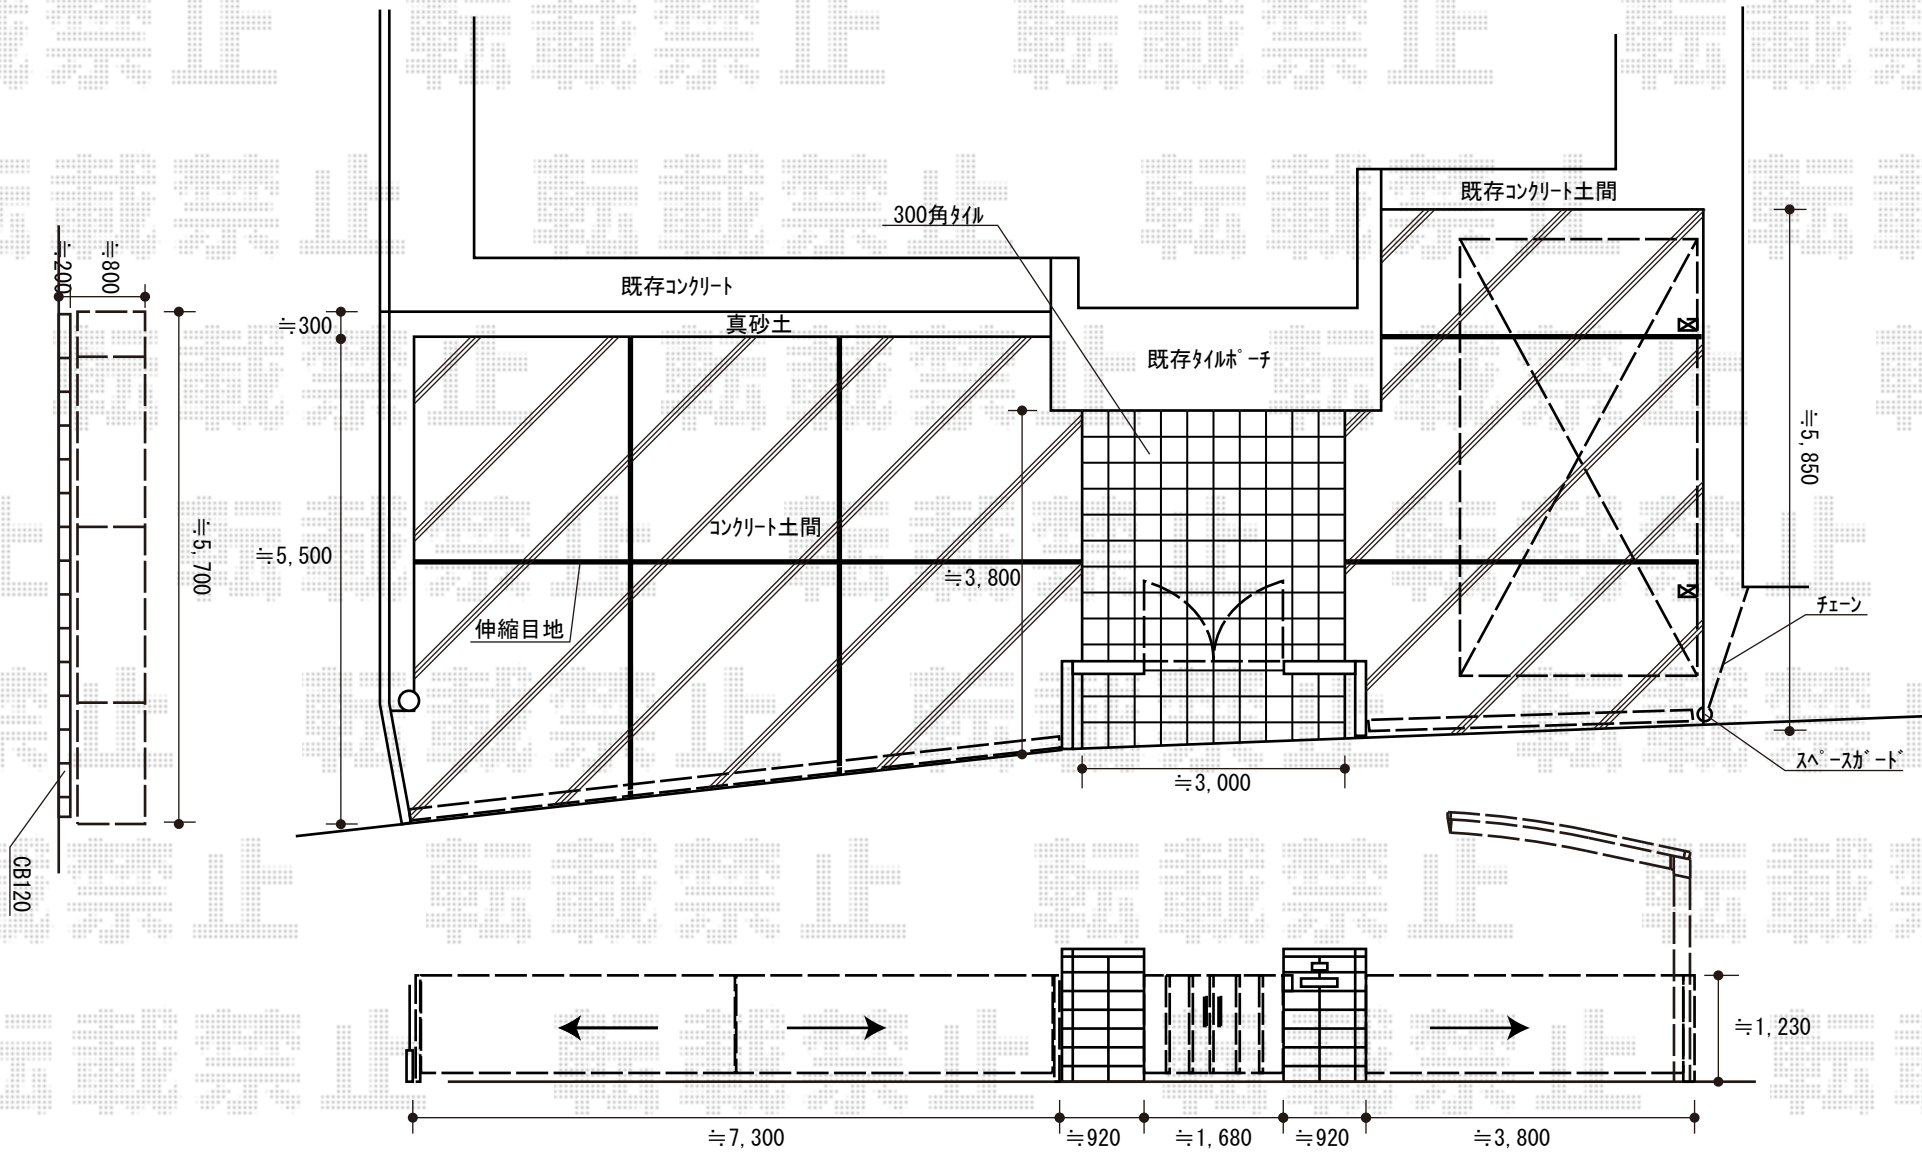 転載禁止
既存コンクリート土間
300角タイル
≒200
≒800
既存コンクリート
≒300
真砂土
既存タイルポーチ
≒5,850
コンクリート土間
≒5,700
≒5,500
≒3,800
チェーン
伸縮目地
スペースガード
≒3,000
CB120
≒1,230
≒7,300
≒920
≒1,680
≒920
≒3,800